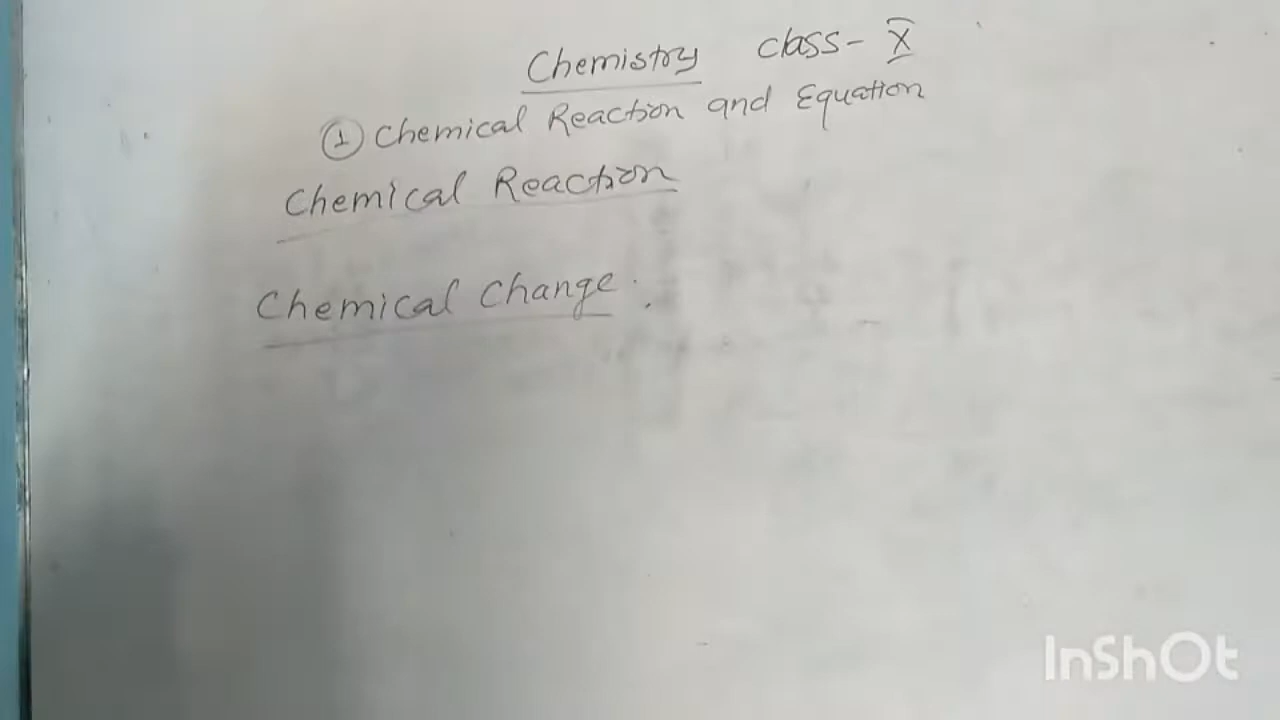 Chemistry class - X
① Chemical Reaction and Equation
Chemical Reaction
Chemical Change
InShOt